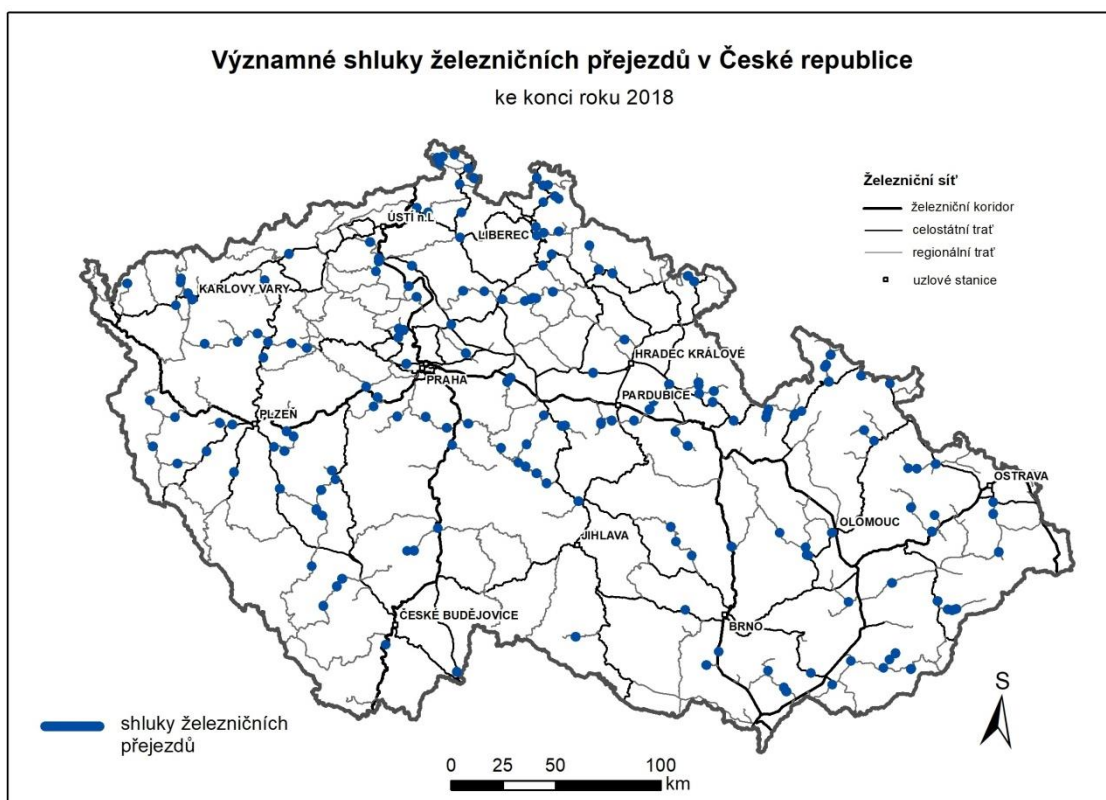 Významné shluky železničních přejezdů v České republice
ke konci roku 2018
Železniční síť
železniční koridor
celostátní trať
regionální trať
uzlové stanice
ÚSTÍ n.L
LIBEREC
KARLOVY VARY
HRADEC KRÁLOVÉ
PRAHA
PARDUBICE
PLZEŇ
OSTRAVA
OLOMOUC
JIHLAVA
ČESKÉ BUDĚJOVICE
BRNO
S
shluky železničních
přejezdů
0 25 50 100
km